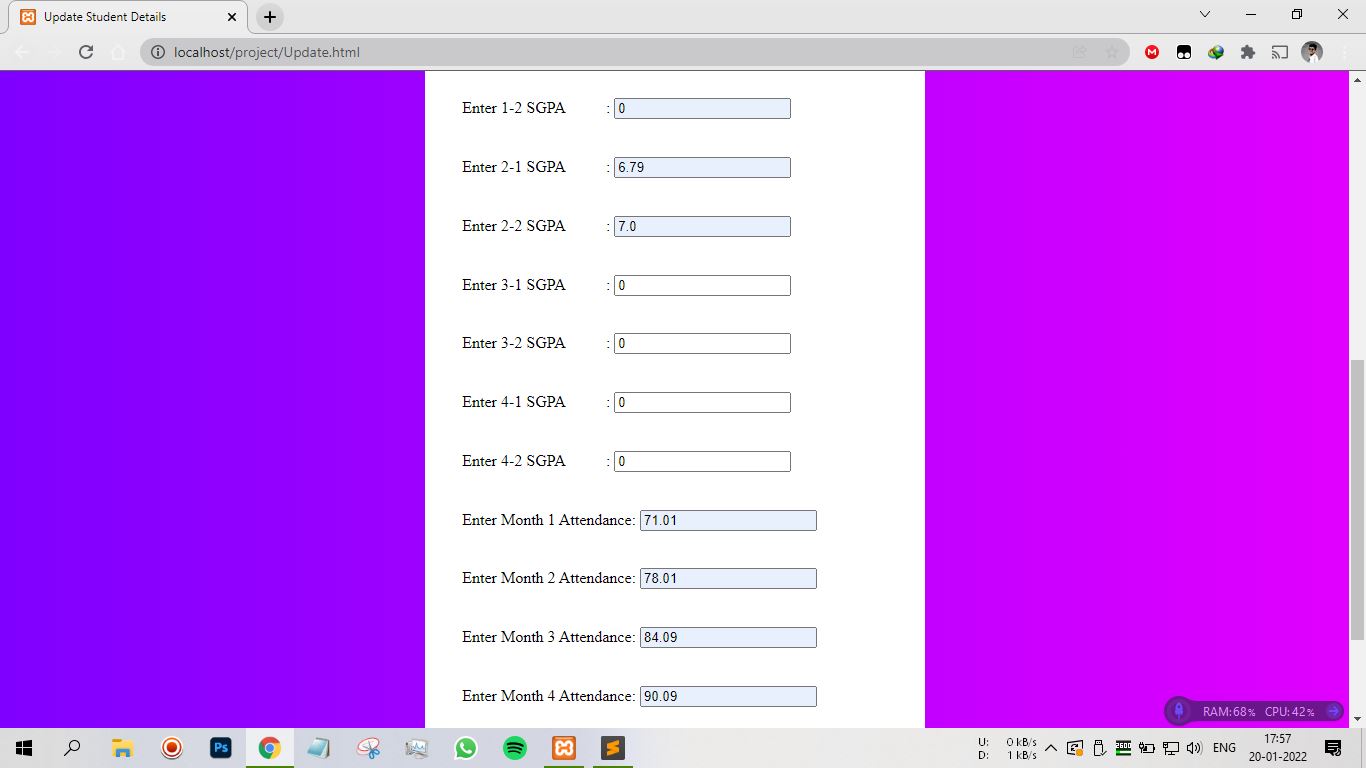 Update Student Details
localhost/project/Update.html
Enter 1-2 SGPA : 0
Enter 2-1 SGPA : 6.79
Enter 2-2 SGPA : 7.0
Enter 3-1 SGPA : 0
Enter 3-2 SGPA : 0
Enter 4-1 SGPA : 0
Enter 4-2 SGPA : 0
Enter Month 1 Attendance: 71.01
Enter Month 2 Attendance: 78.01
Enter Month 3 Attendance: 84.09
Enter Month 4 Attendance: 90.09
RAM:68% CPU:42%
Ps
U: 0 kB/s
D: 1 kB/s
2600
ENG
17:57
20-01-2022